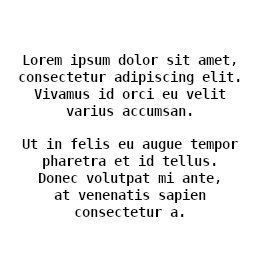 Lorem ipsum dolor sit amet,
consectetur adipiscing elit.
Vivamus id orci eu velit
varius accumsan.

Ut in felis eu augue tempor
pharetra et id tellus.
Donec volutpat mi ante,
at venenatis sapien
consectetur a.